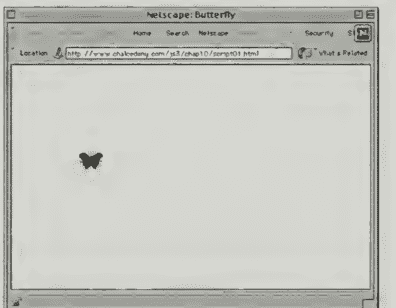 Netscape: Butterfly
Home Search Netscape Security
Location http://www.chalcedony.com/js3/chap10/script01.html What's Related